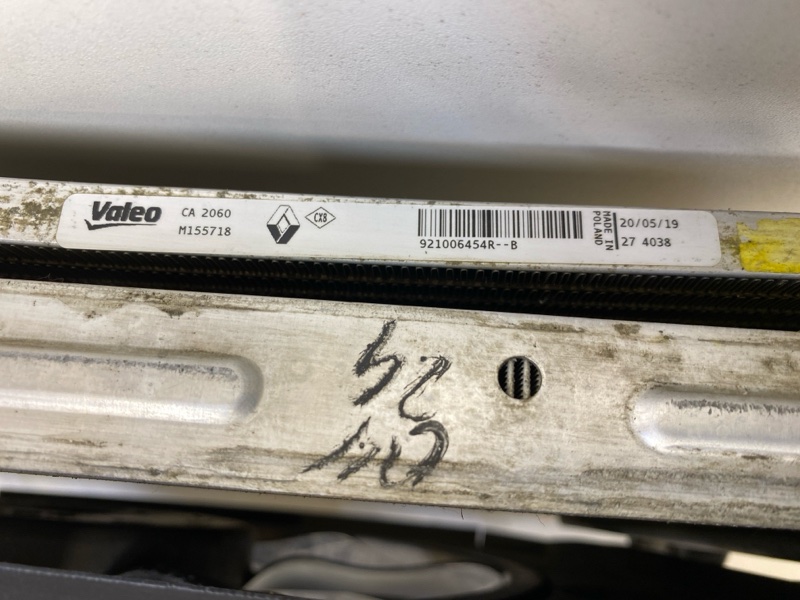 Valeo
CA 2060
M155718
CX8
921006454R--B
MADE IN
POLAND
20/05/19
27 4038